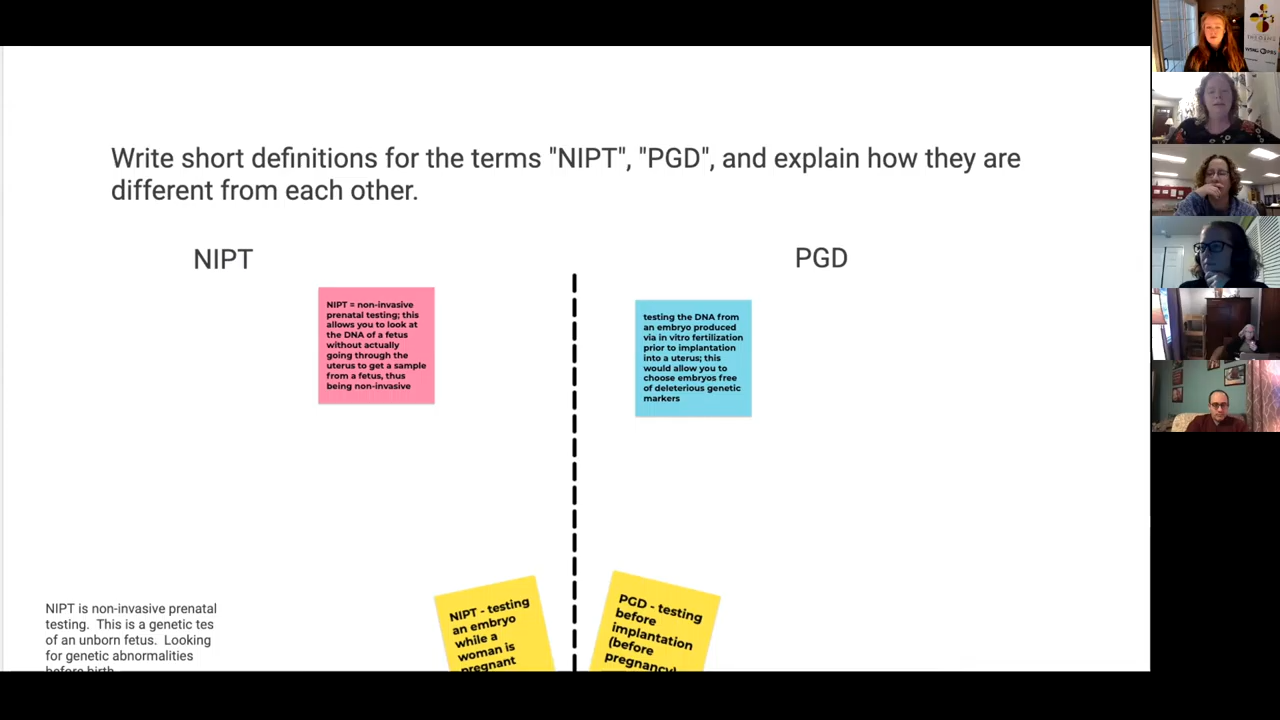 Write short definitions for the terms "NIPT", "PGD", and explain how they are
different from each other.
NIPT
PGD
NIPT = non-invasive
prenatal testing; this
allows you to look at
the DNA of a fetus
without actually
going through the
uterus to get a sample
from a fetus, thus
being non-invasive
testing the DNA from
an embryo produced
via in vitro fertilization
prior to implantation
into a uterus; this
would allow you to
choose embryos free
of deleterious genetic
markers
NIPT is non-invasive prenatal
testing. This is a genetic tes
of an unborn fetus. Looking
for genetic abnormalities
before birth
NIPT - testing
an embryo
while a
woman is
pregnant
PGD - testing
before
implantation
(before
pregnancy)